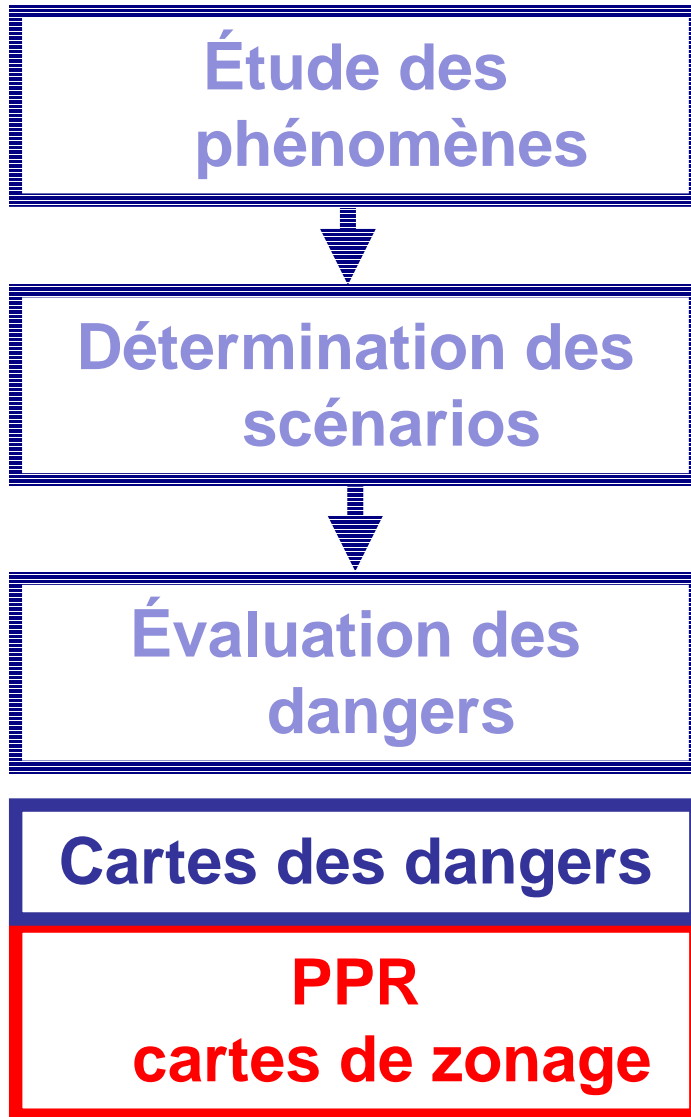 Étude des
phénomènes
Détermination des
scénarios
Évaluation des
dangers
Cartes des dangers
PPR
cartes de zonage